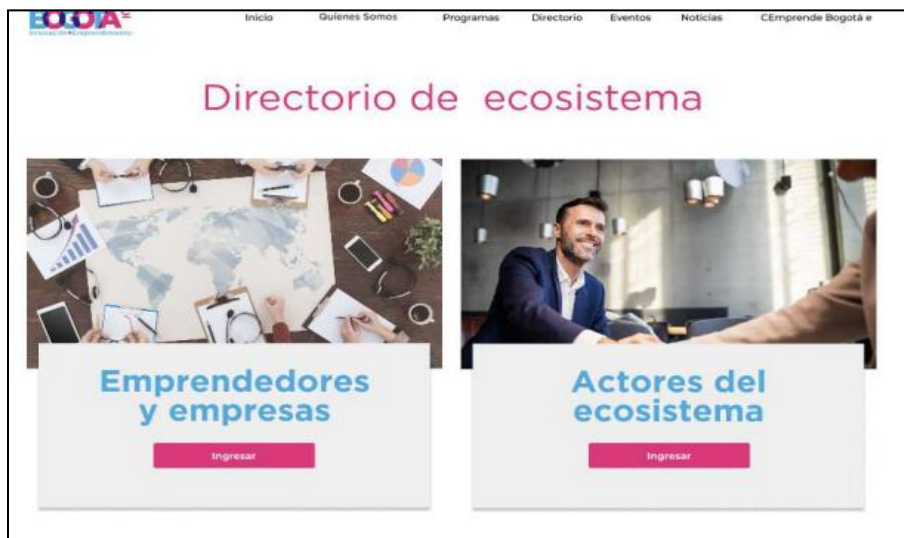 BOGOTÁ
Inicio Quienes Somos Programas Directorio Eventos Noticias CEmprende Bogotá e
Directorio de ecosistema
Emprendedores
y empresas
Ingresar
Actores del
ecosistema
Ingresar